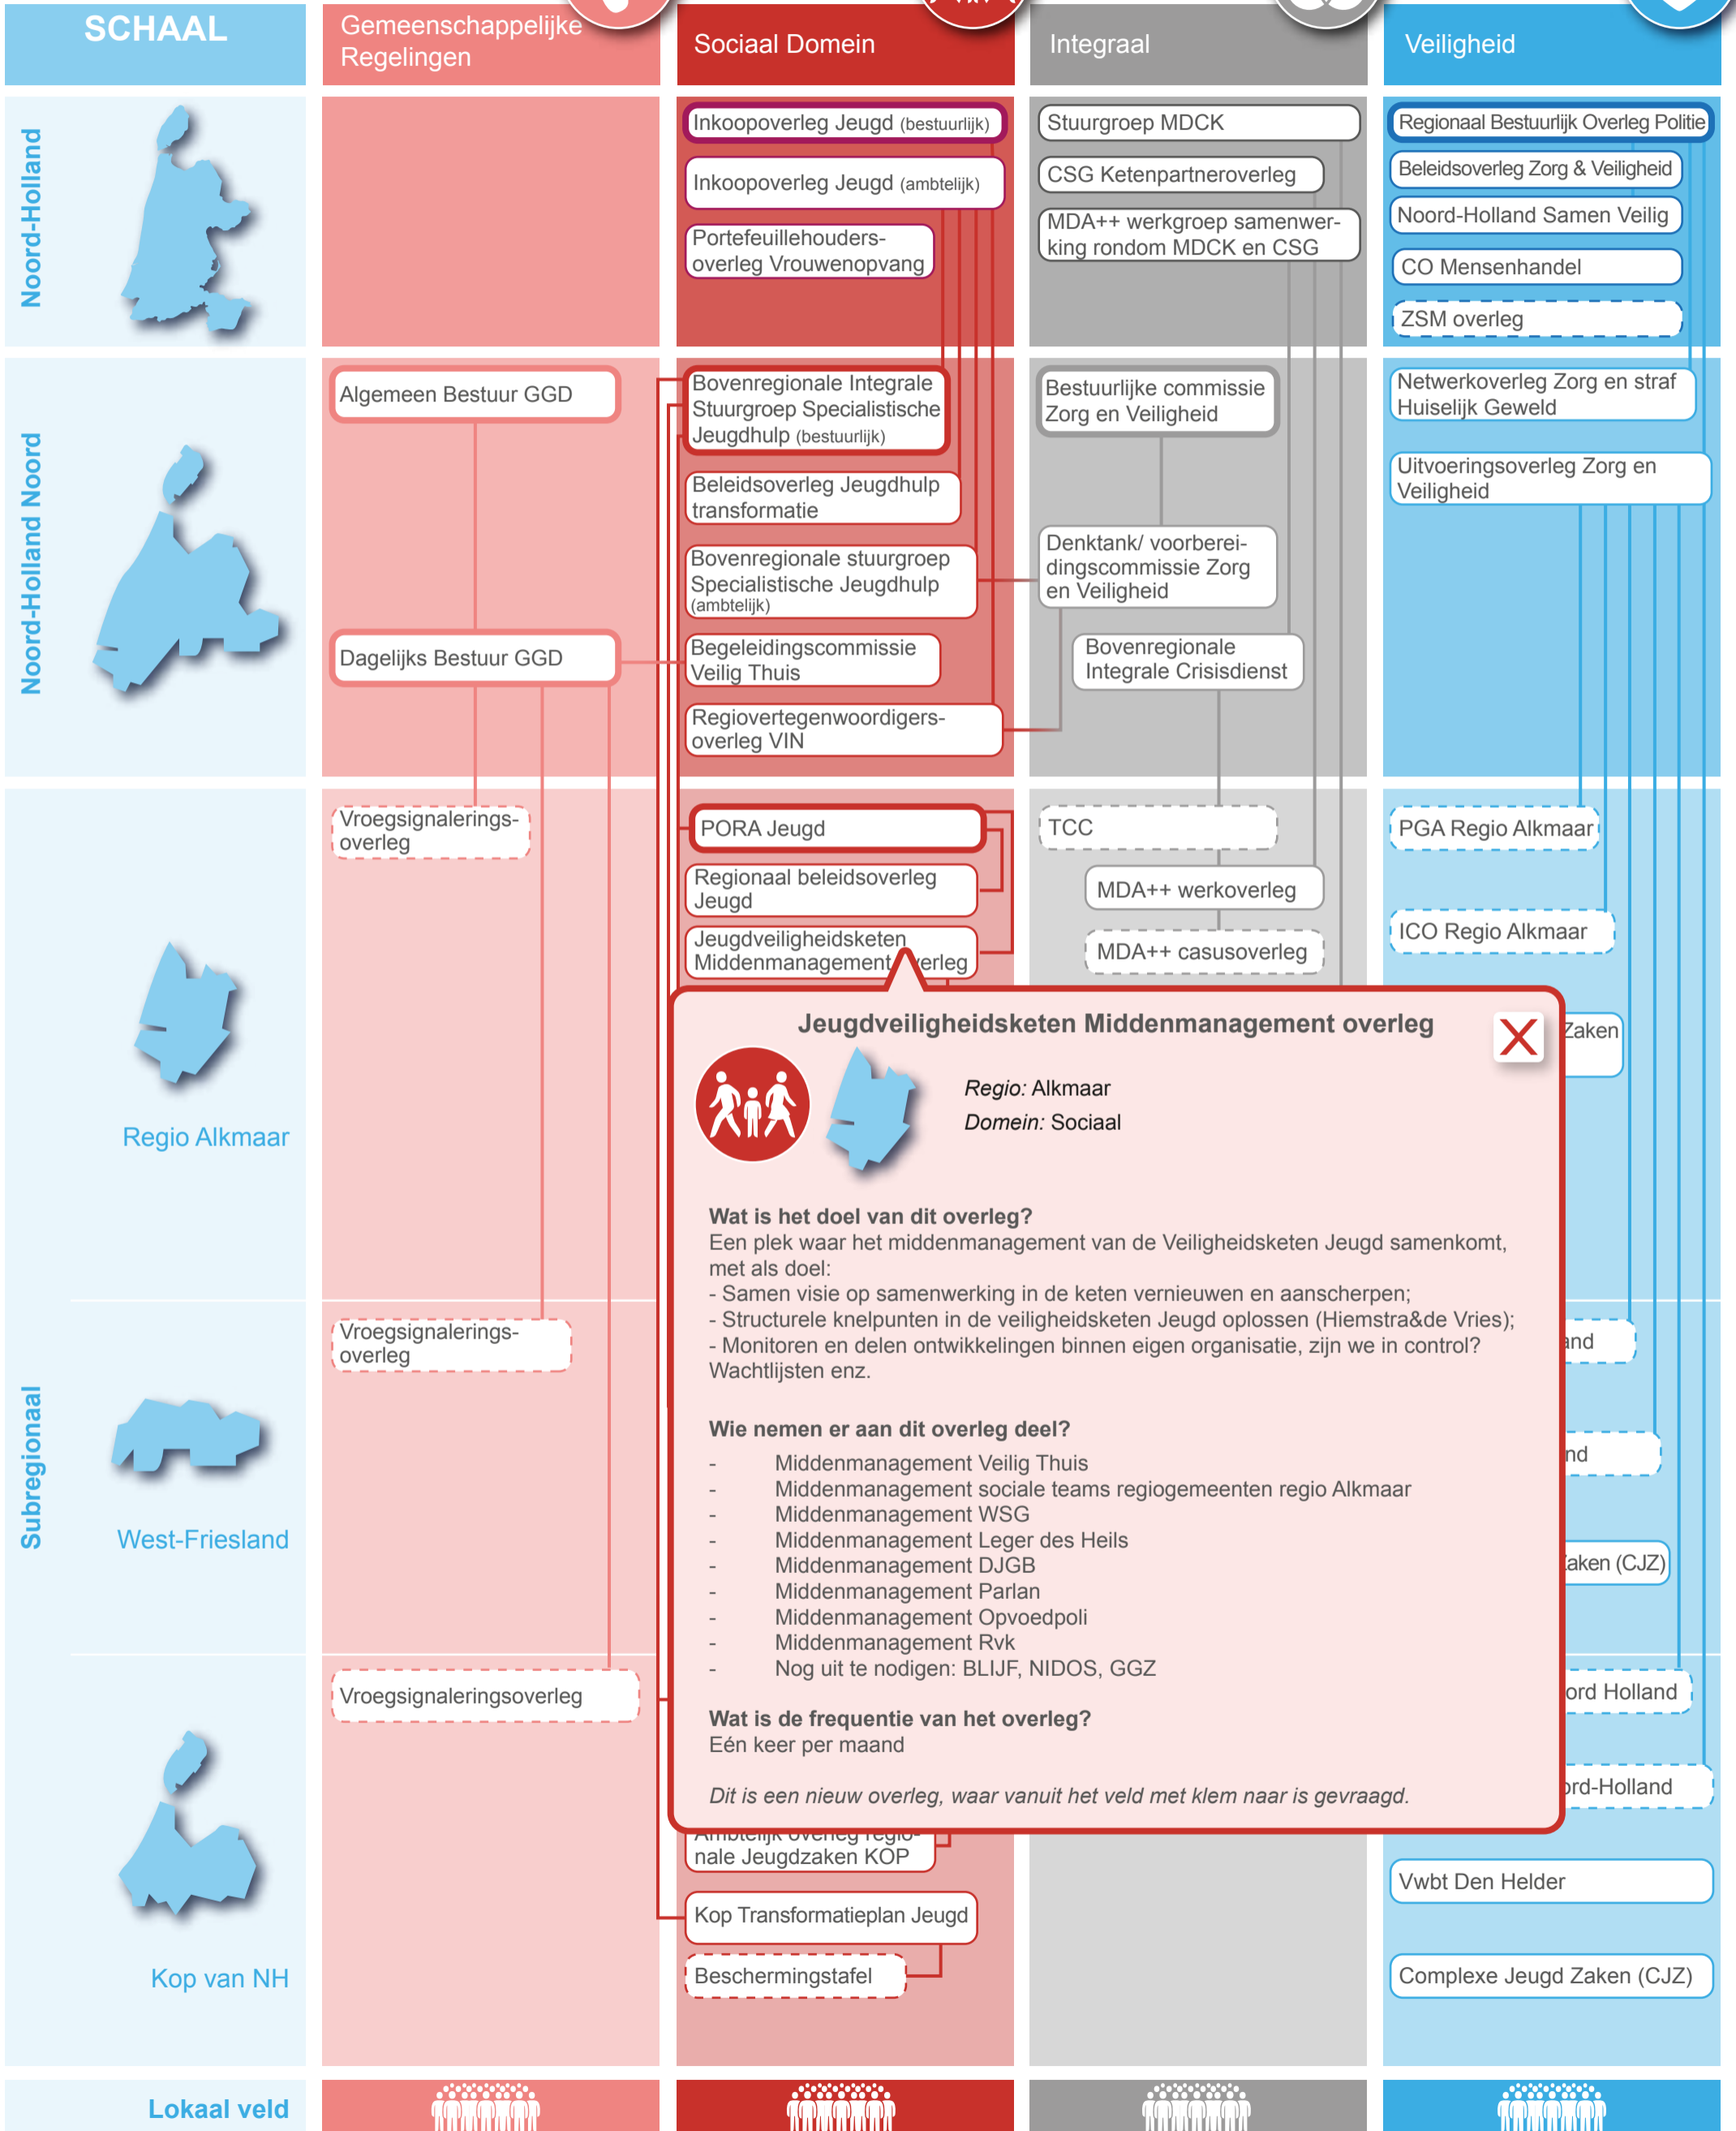 SCHAAL
Gemeenschappelijke
Regelingen
Sociaal Domein
Integraal
Veiligheid
Noord-Holland
Inkoopoverleg Jeugd (bestuurlijk)
Inkoopoverleg Jeugd (ambtelijk)
Portefeuillehouders-
overleg Vrouwenopvang
Stuurgroep MDCK
CSG Ketenpartneroverleg
MDA++ werkgroep samenwer-
king rondom MDCK en CSG
Regionaal Bestuurlijk Overleg Politie
Beleidsoverleg Zorg & Veiligheid
Noord-Holland Samen Veilig
CO Mensenhandel
ZSM overleg
Noord-Holland Noord
Algemeen Bestuur GGD
Dagelijks Bestuur GGD
Bovenregionale Integrale
Stuurgroep Specialistische
Jeugdhulp (bestuurlijk)
Beleidsoverleg Jeugdhulp
transformatie
Bovenregionale stuurgroep
Specialistische Jeugdhulp
(ambtelijk)
Begeleidingscommissie
Veilig Thuis
Regiovertegenwoordigers-
overleg VIN
Bestuurlijke commissie
Zorg en Veiligheid
Denktank/ voorberei-
dingscommissie Zorg
en Veiligheid
Bovenregionale
Integrale Crisisdienst
Netwerkoverleg Zorg en straf
Huiselijk Geweld
Uitvoeringsoverleg Zorg en
Veiligheid
Subregionaal
Regio Alkmaar
Vroegsignalerings-
overleg
PORA Jeugd
Regionaal beleidsoverleg
Jeugd
Jeugdveiligheidsketen
Middenmanagement verleg
TCC
MDA++ werkoverleg
MDA++ casusoverleg
PGA Regio Alkmaar
ICO Regio Alkmaar
Zaken
Jeugdveiligheidsketen Middenmanagement overleg
X
Regio: Alkmaar
Domein: Sociaal
Wat is het doel van dit overleg?
Een plek waar het middenmanagement van de Veiligheidsketen Jeugd samenkomt,
met als doel:
- Samen visie op samenwerking in de keten vernieuwen en aanscherpen;
- Structurele knelpunten in de veiligheidsketen Jeugd oplossen (Hiemstra&de Vries);
- Monitoren en delen ontwikkelingen binnen eigen organisatie, zijn we in control?
Wachtlijsten enz.
Wie nemen er aan dit overleg deel?
- Middenmanagement Veilig Thuis
- Middenmanagement sociale teams regiogemeenten regio Alkmaar
- Middenmanagement WSG
- Middenmanagement Leger des Heils
- Middenmanagement DJGB
- Middenmanagement Parlan
- Middenmanagement Opvoedpoli
- Middenmanagement Rvk
- Nog uit te nodigen: BLIJF, NIDOS, GGZ
Wat is de frequentie van het overleg?
Eén keer per maand
Dit is een nieuw overleg, waar vanuit het veld met klem naar is gevraagd.
West-Friesland
Vroegsignalerings-
overleg
and
nd
aken (CJZ)
Kop van NH
Vroegsignaleringsoverleg
Ambtelijk overleg regio-
nale Jeugdzaken KOP
Kop Transformatieplan Jeugd
Beschermingstafel
ord Holland
ord-Holland
Vwbt Den Helder
Complexe Jeugd Zaken (CJZ)
Lokaal veld